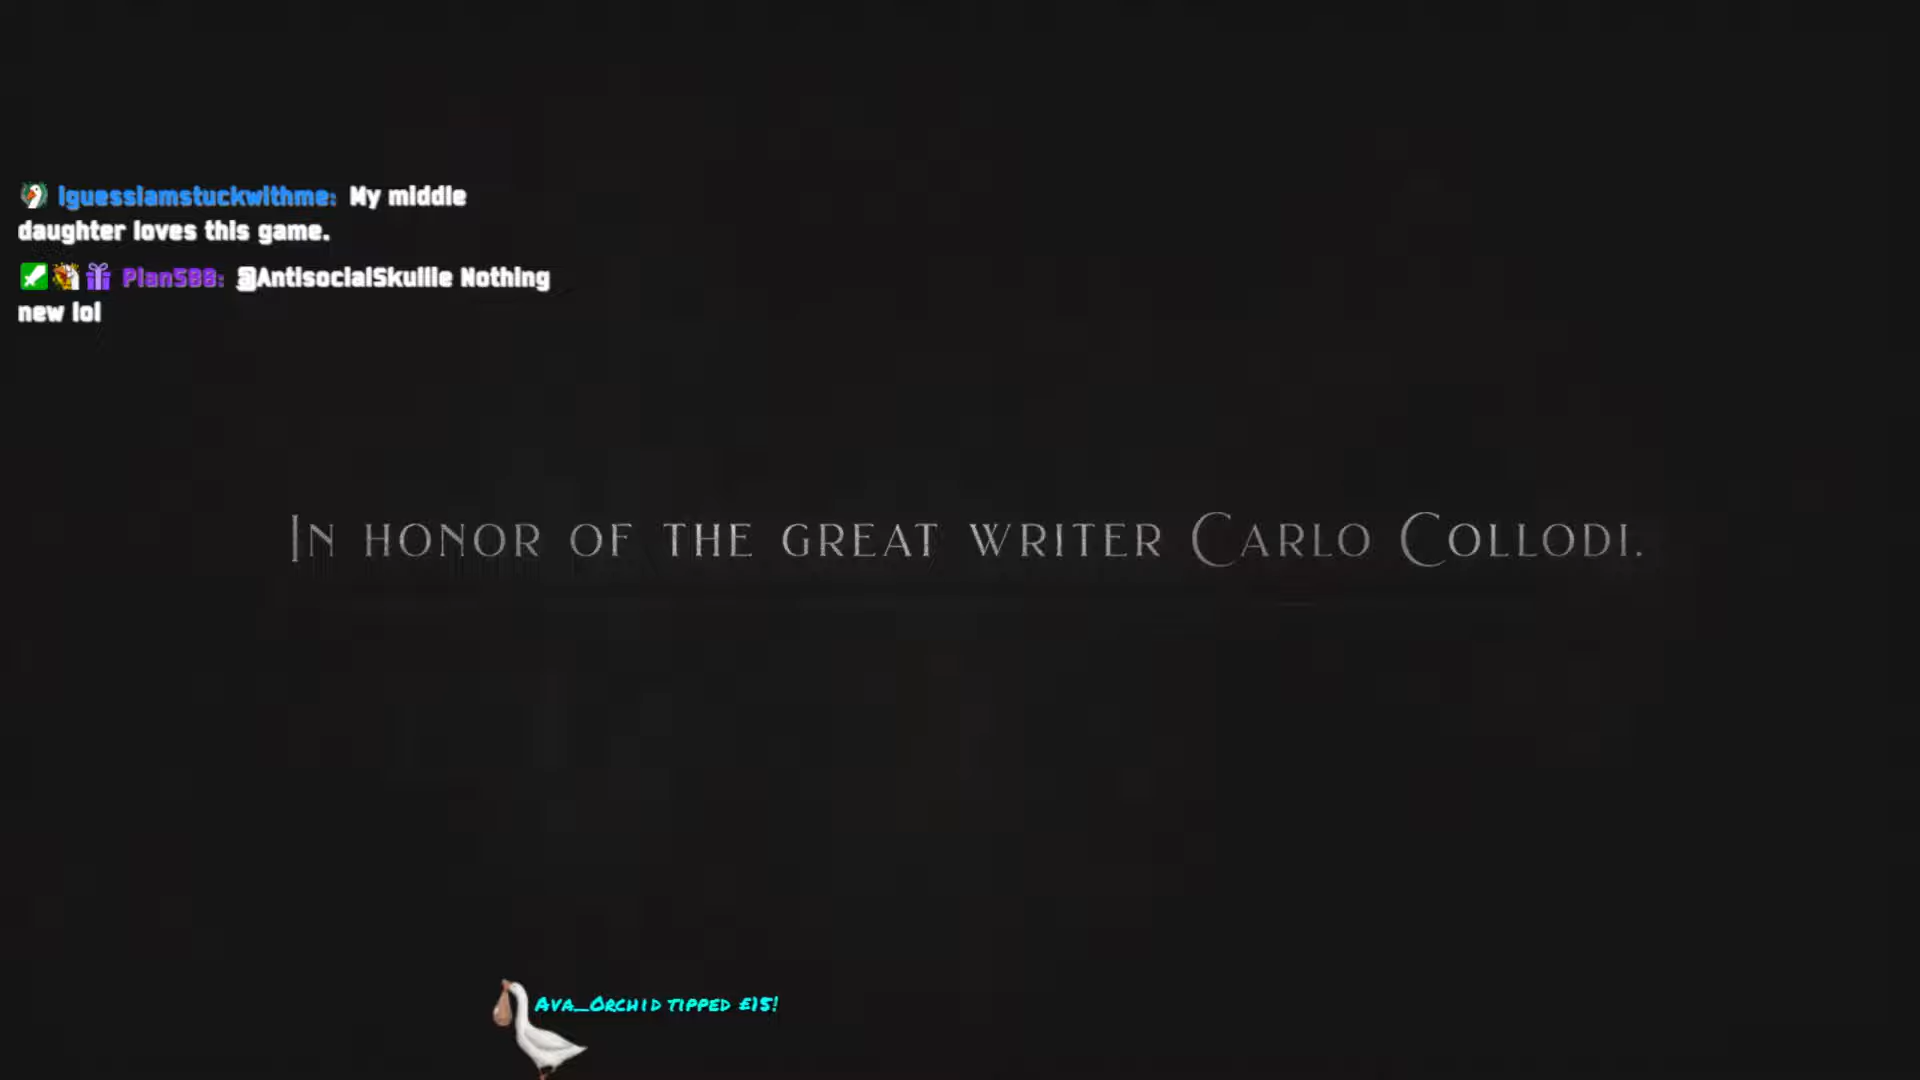 Iguessiamstuckwithme: My middle
daughter loves this game.
Plan588: @AntisocialSkullie Nothing
new lol
In honor of the great writer Carlo Collodi.
Ava_Orchid tipped £15!